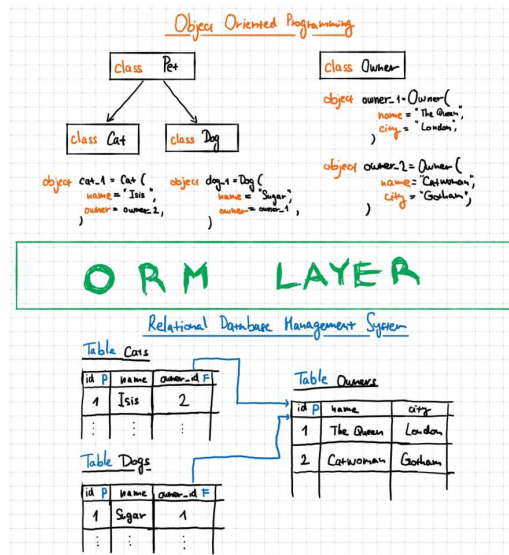 Object Oriented Programming
class Pet
class Owner
object owner_1 = Owner(
name = "The Queen",
city = "London",
)
class Cat
class Dog
object cat_1 = Cat (
name = "Isis",
owner = owner_2,
)
object dog_1 = Dog (
name = "Sugar",
owner = owner_1,
)
object owner_2 = Owner (
name = "Catwoman",
city = "Gotham",
)
ORM LAYER
Relational Database Management System
Table Cats
id P name owner_id F
1 Isis 2
⋮ ⋮ ⋮
Table Owners
id P name city
1 The Queen London
2 Catwoman Gotham
Table Dogs
id P name owner_id F
1 Sugar 1
⋮ ⋮ ⋮